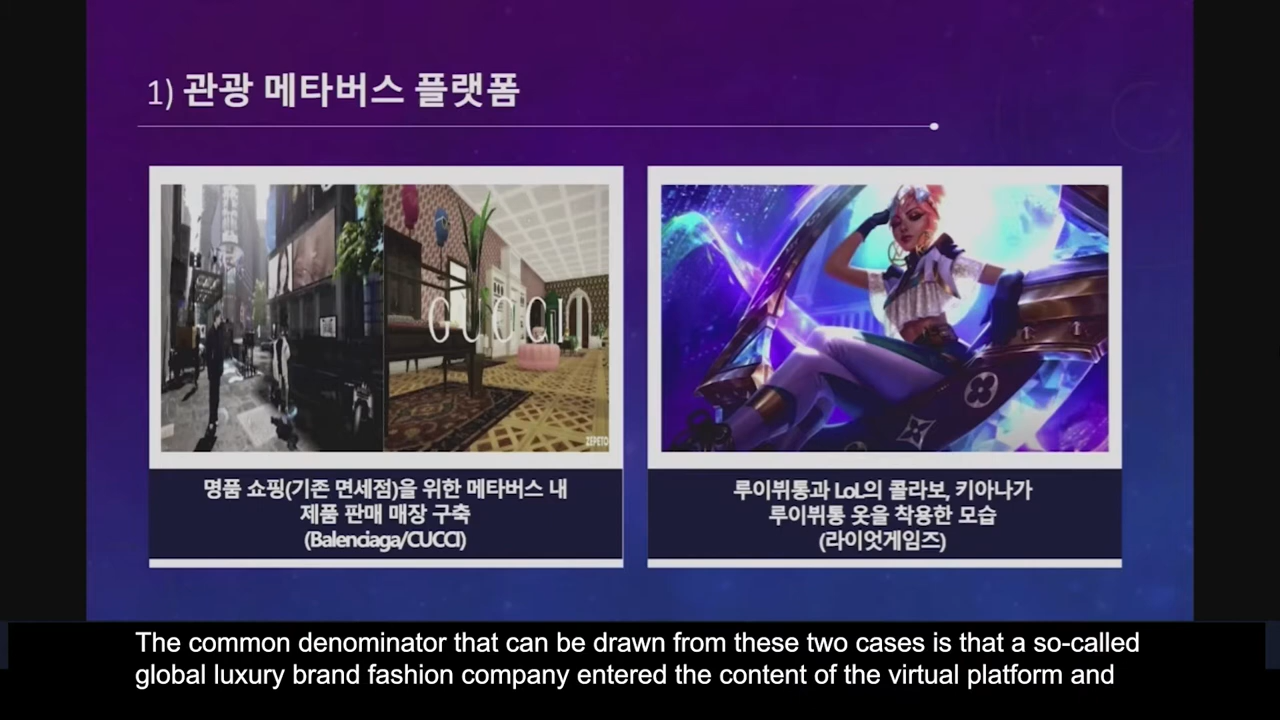 1) 관광 메타버스 플랫폼
GUCCI
ZEPETO
명품 쇼핑(기존 면세점)을 위한 메타버스 내
제품 판매 매장 구축
(Balenciaga/CUCCI)
루이뷔통과 LoL의 콜라보, 키아나가
루이뷔통 옷을 착용한 모습
(라이엇게임즈)
The common denominator that can be drawn from these two cases is that a so-called
global luxury brand fashion company entered the content of the virtual platform and